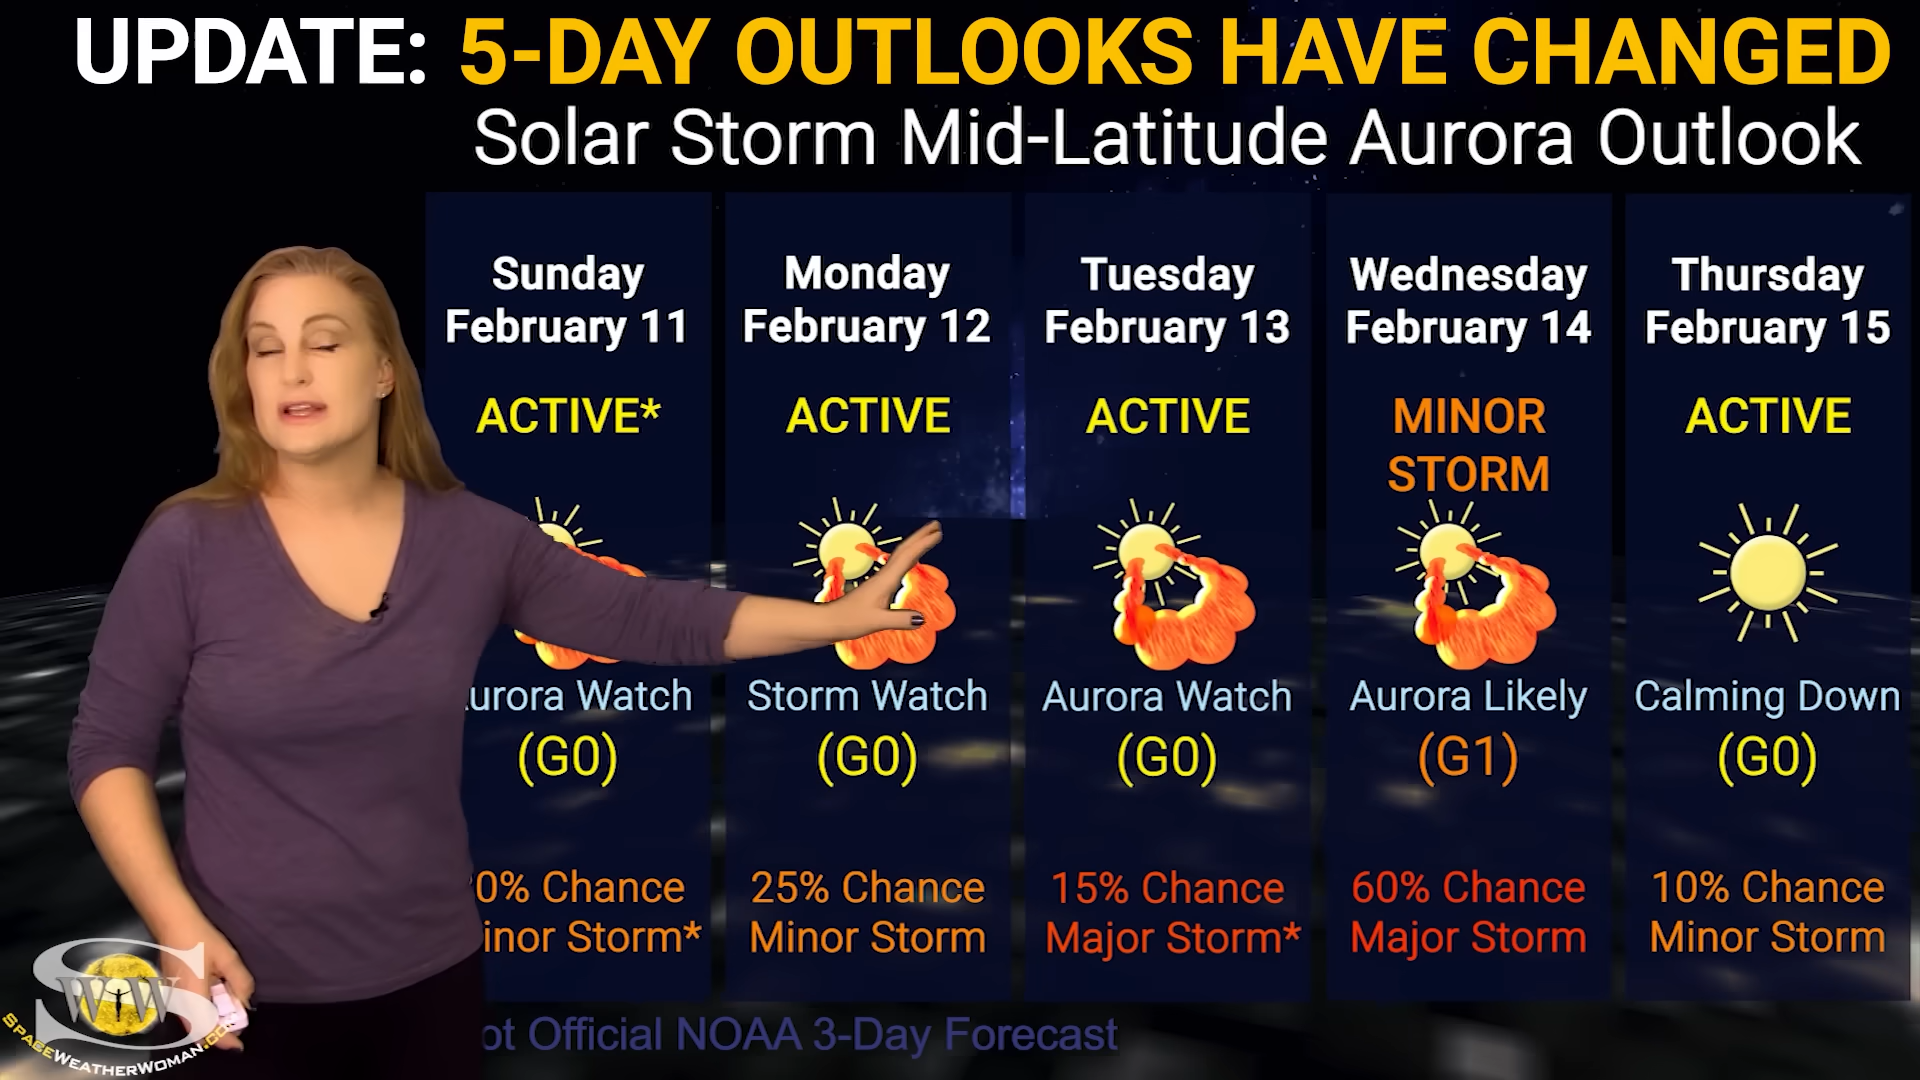 UPDATE: 5-DAY OUTLOOKS HAVE CHANGED
Solar Storm Mid-Latitude Aurora Outlook
Sunday
February 11
ACTIVE*
urora Watch
(G0)
0% Chance
inor Storm*
Monday
February 12
ACTIVE
Storm Watch
(G0)
25% Chance
Minor Storm
Tuesday
February 13
ACTIVE
Aurora Watch
(G0)
15% Chance
Major Storm*
Wednesday
February 14
MINOR
STORM
Aurora Likely
(G1)
60% Chance
Major Storm
Thursday
February 15
ACTIVE
Calming Down
(G0)
10% Chance
Minor Storm
ot Official NOAA 3-Day Forecast
SWW
SPACEWEATHERWOMAN.COM